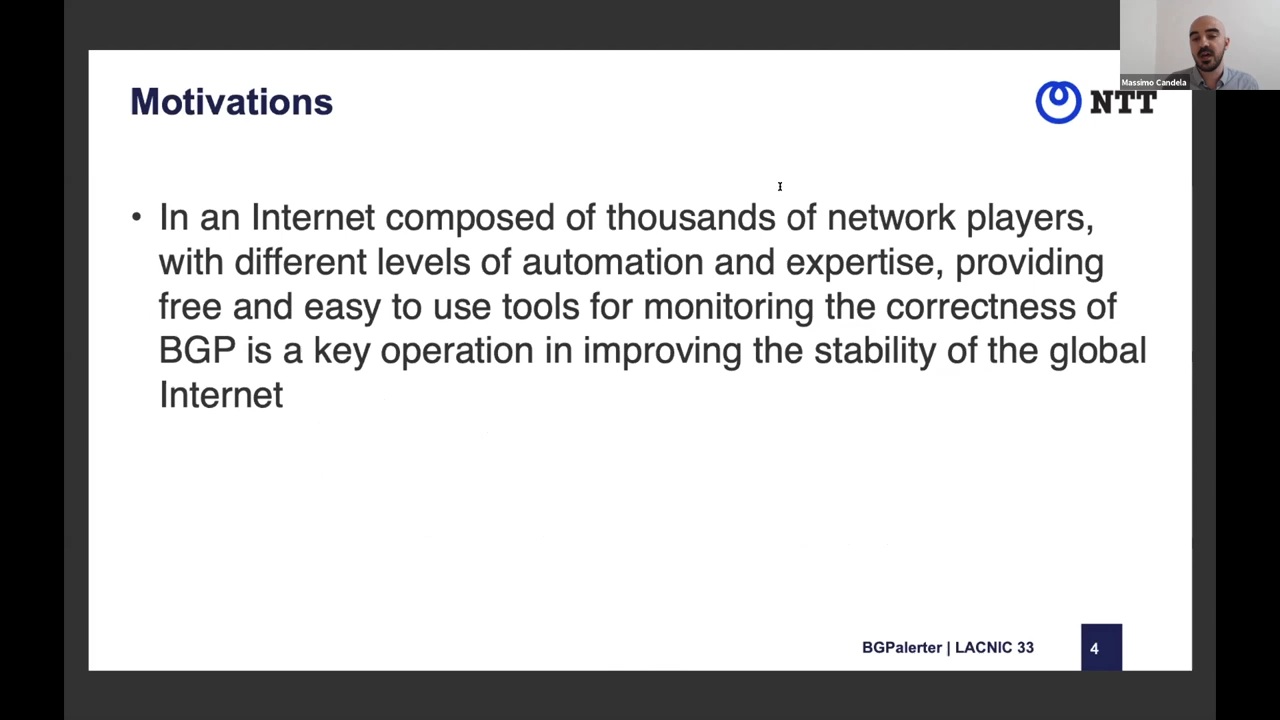 Massimo Candela
Motivations
NTT
• In an Internet composed of thousands of network players,
with different levels of automation and expertise, providing
free and easy to use tools for monitoring the correctness of
BGP is a key operation in improving the stability of the global
Internet
BGPalerter | LACNIC 33
4